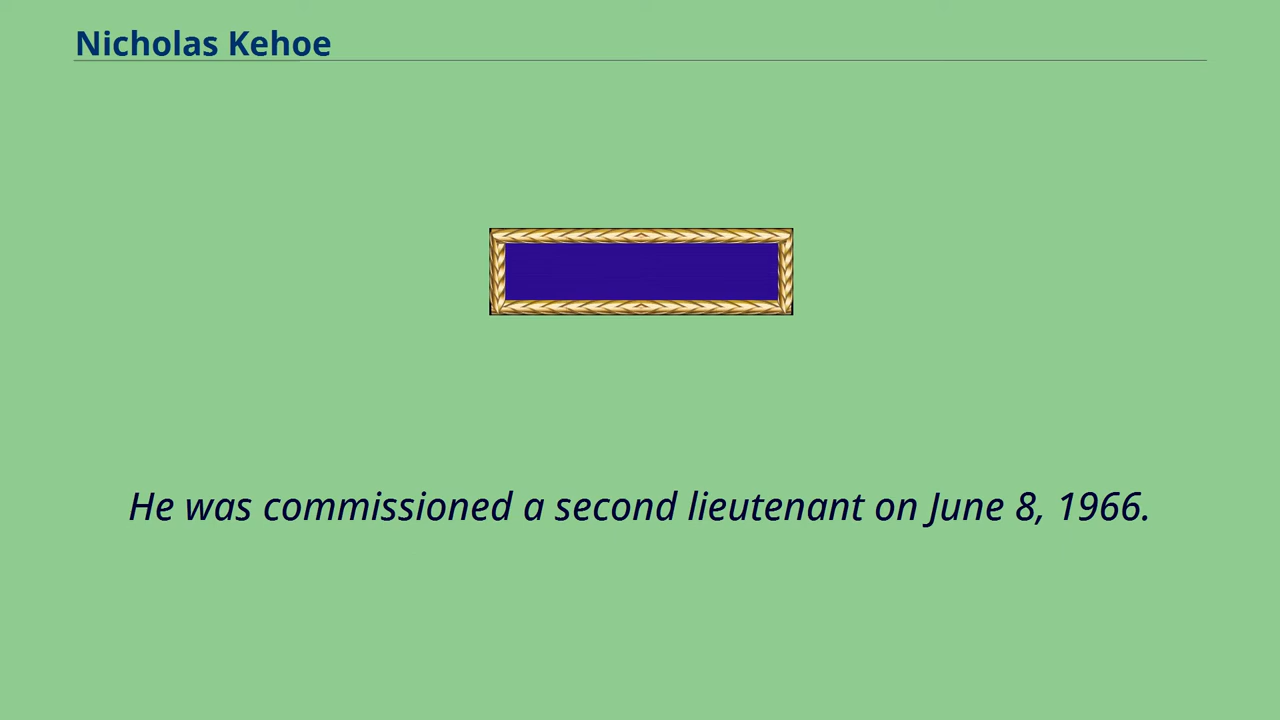 Nicholas Kehoe
He was commissioned a second lieutenant on June 8, 1966.